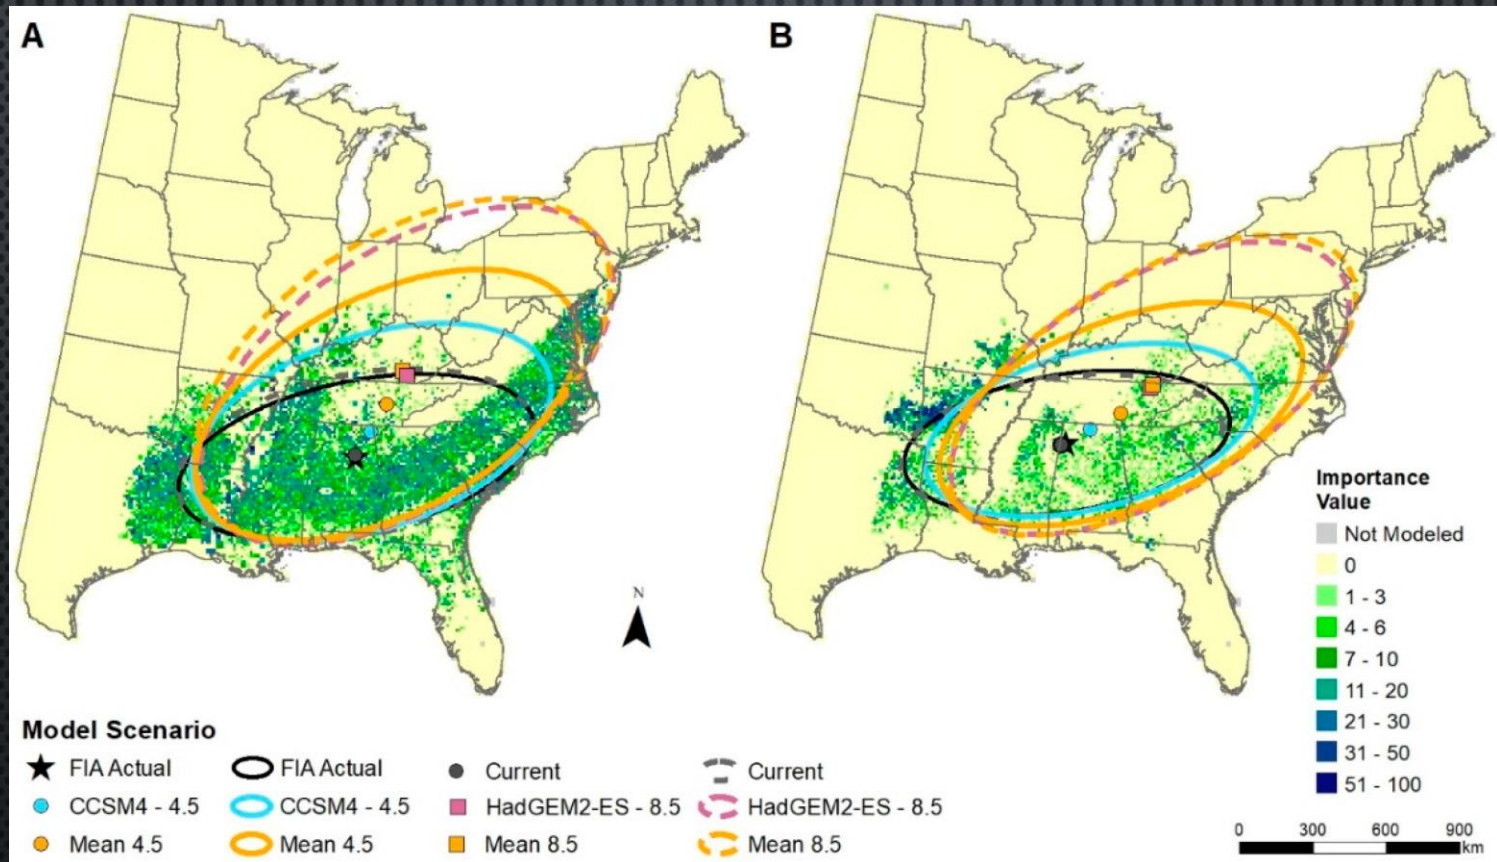 A
B
N
Importance
Value
Not Modeled
0
1 - 3
4 - 6
7 - 10
11 - 20
21 - 30
31 - 50
51 - 100
Model Scenario
FIA Actual FIA Actual Current Current
CCSM4 - 4.5 CCSM4 - 4.5 HadGEM2-ES - 8.5 HadGEM2-ES - 8.5
Mean 4.5 Mean 4.5 Mean 8.5 Mean 8.5
0 300 600 900
km